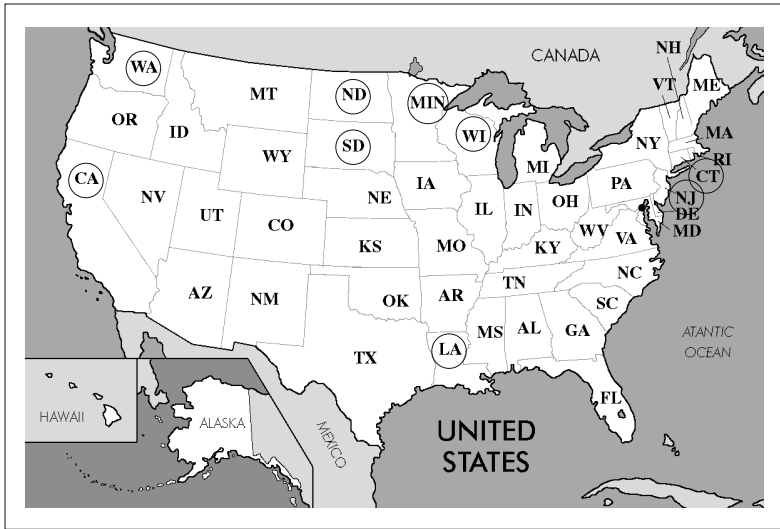 NH
CANADA
WA
VT
ME
MT
ND
MIN
OR
WI
NY
MA
ID
SD
WY
MI
RI
CT
CA
IA
PA
NV
NE
NJ
IL
IN
OH
DE
UT
CO
WV
MD
KS
MO
KY
VA
NC
TN
AZ
NM
OK
AR
SC
MS
AL
GA
ATANTIC
OCEAN
LA
TX
FL
HAWAII
ALASKA
MEXICO
UNITED
STATES